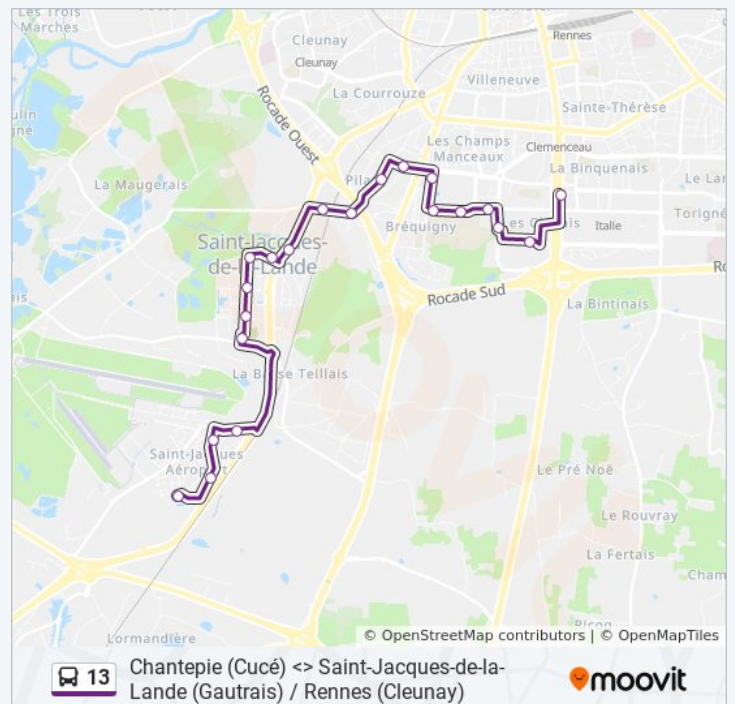 Les Trois
Marches
Rennes
Cleunay
Cleunay
Villeneuve
La Courrouze
Sainte-Thérèse
Rocade Ouest
Les Champs
Manceaux
Clemenceau
La Binquenais
La Maugerais
Bréquigny
Italie
Torigné
Saint-Jacques-
de-la-Lande
Rocade Sud
La Bintinais
La Basse Teillais
Saint-Jacques
Aéroport
Le Pré Noë
Le Rouvray
La Fertais
Lormandière
© OpenStreetMap contributors | © OpenMapTiles
13
Chantepie (Cucé) <> Saint-Jacques-de-la-
Lande (Gautrais) / Rennes (Cleunay)
moovit